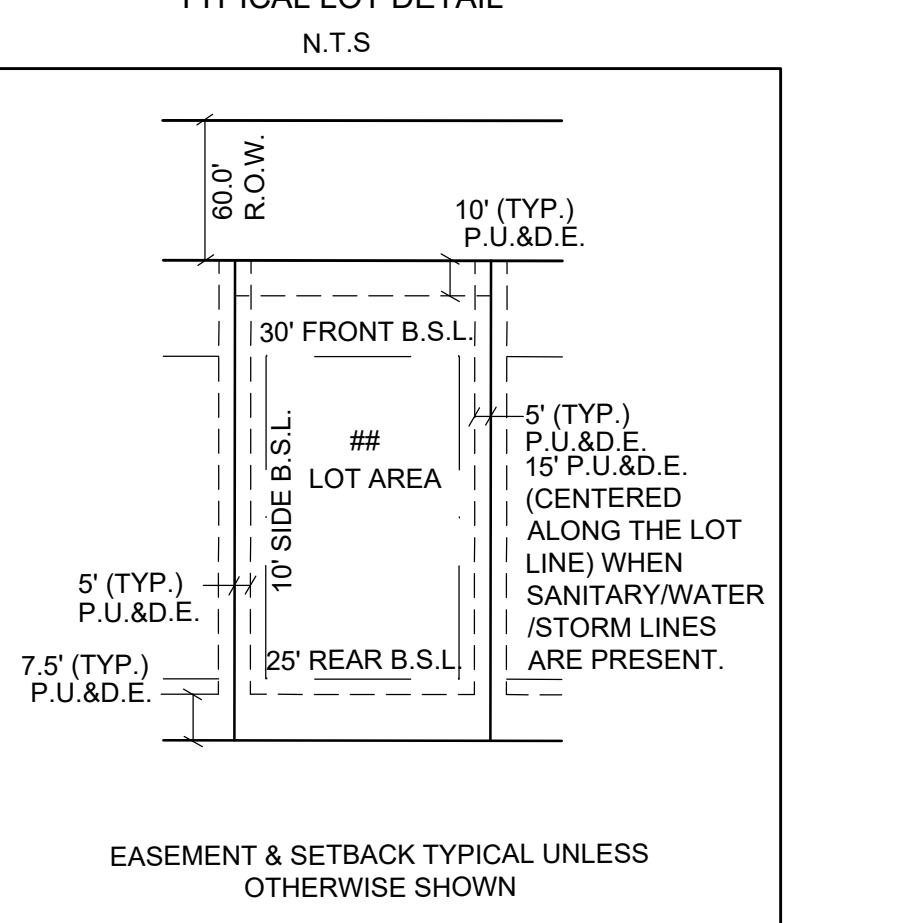 TYPICAL LOT DETAIL
N.T.S
60.0'
R.O.W.
10' (TYP.)
P.U.&D.E.
30' FRONT B.S.L.
##
LOT AREA
10' SIDE B.S.L.
5' (TYP.)
P.U.&D.E.
15' P.U.&D.E.
(CENTERED
ALONG THE LOT
LINE) WHEN
SANITARY/WATER
/STORM LINES
ARE PRESENT.
5' (TYP.)
P.U.&D.E.
7.5' (TYP.)
P.U.&D.E.
25' REAR B.S.L.
EASEMENT & SETBACK TYPICAL UNLESS
OTHERWISE SHOWN